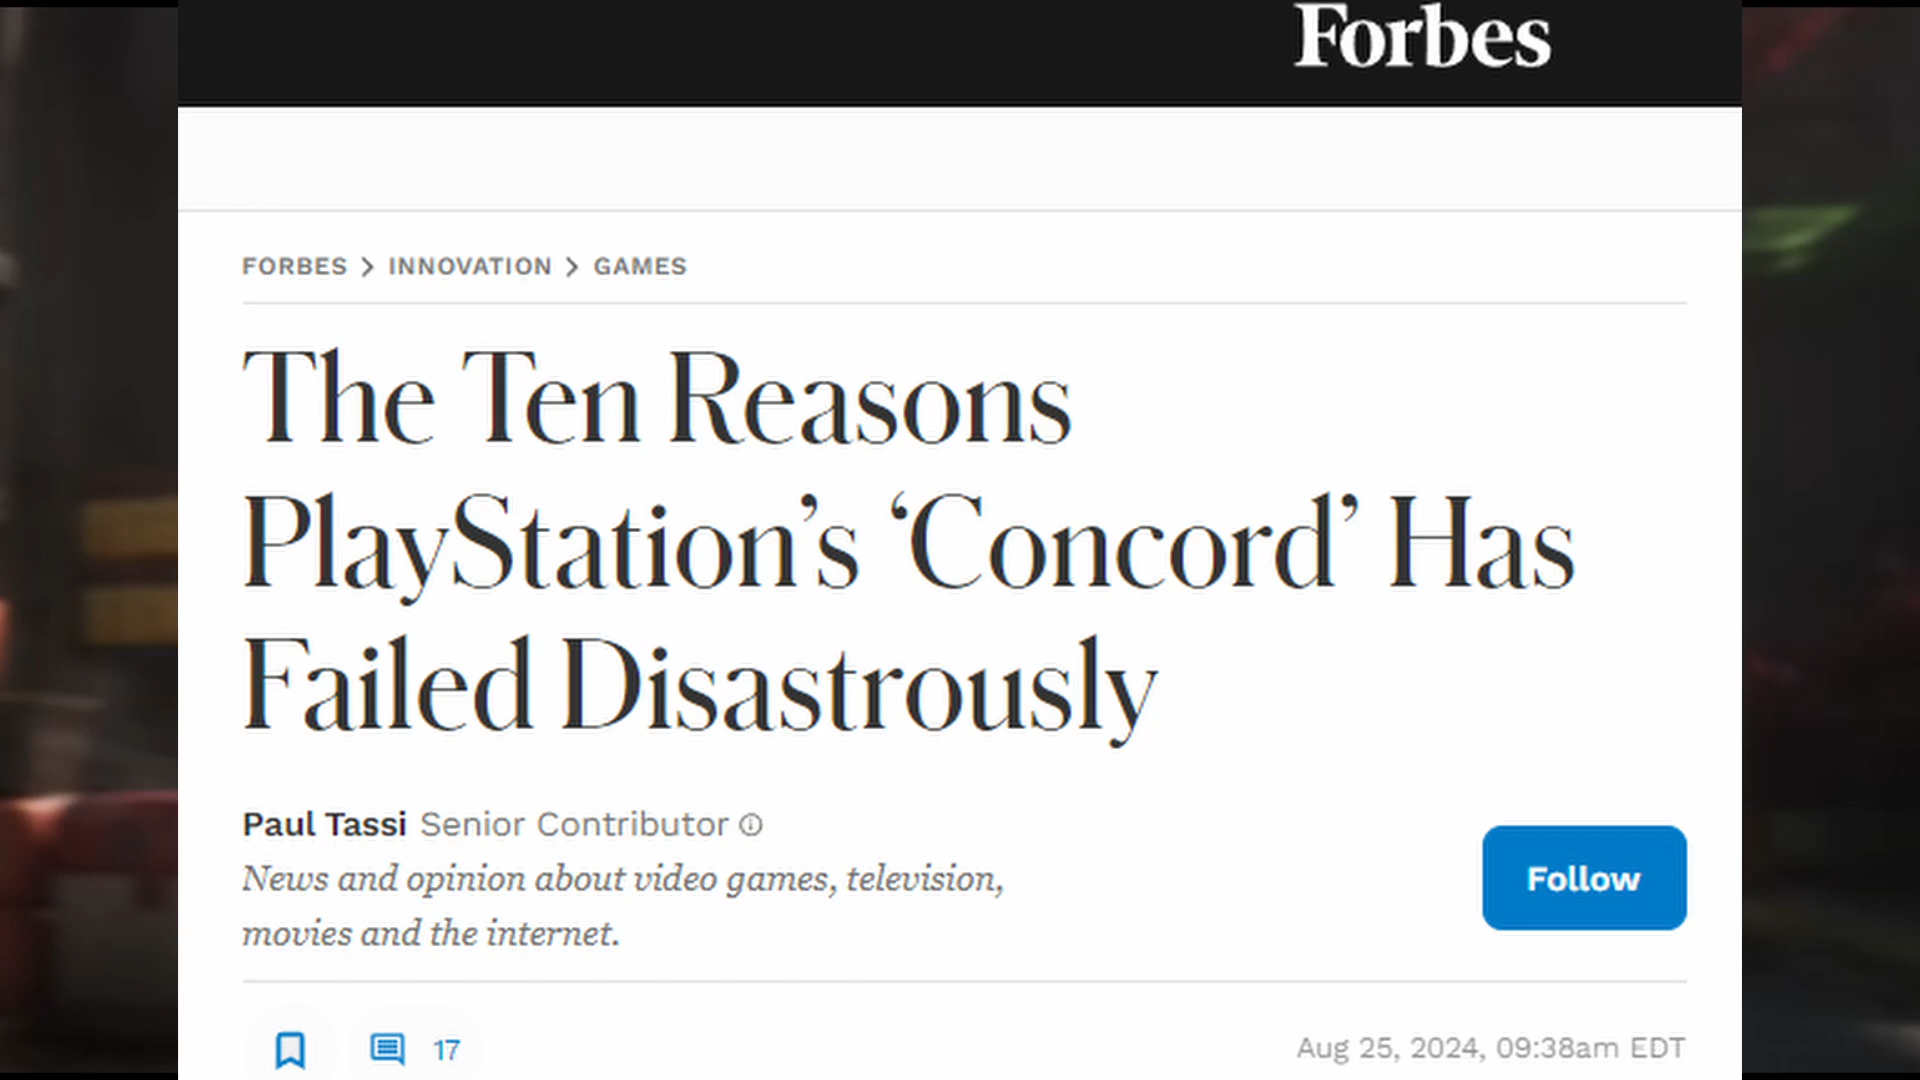 Forbes
FORBES > INNOVATION > GAMES
The Ten Reasons
PlayStation’s ‘Concord’ Has
Failed Disastrously
Paul Tassi Senior Contributor
News and opinion about video games, television,
movies and the internet.
Follow
17
Aug 25, 2024, 09:38am EDT